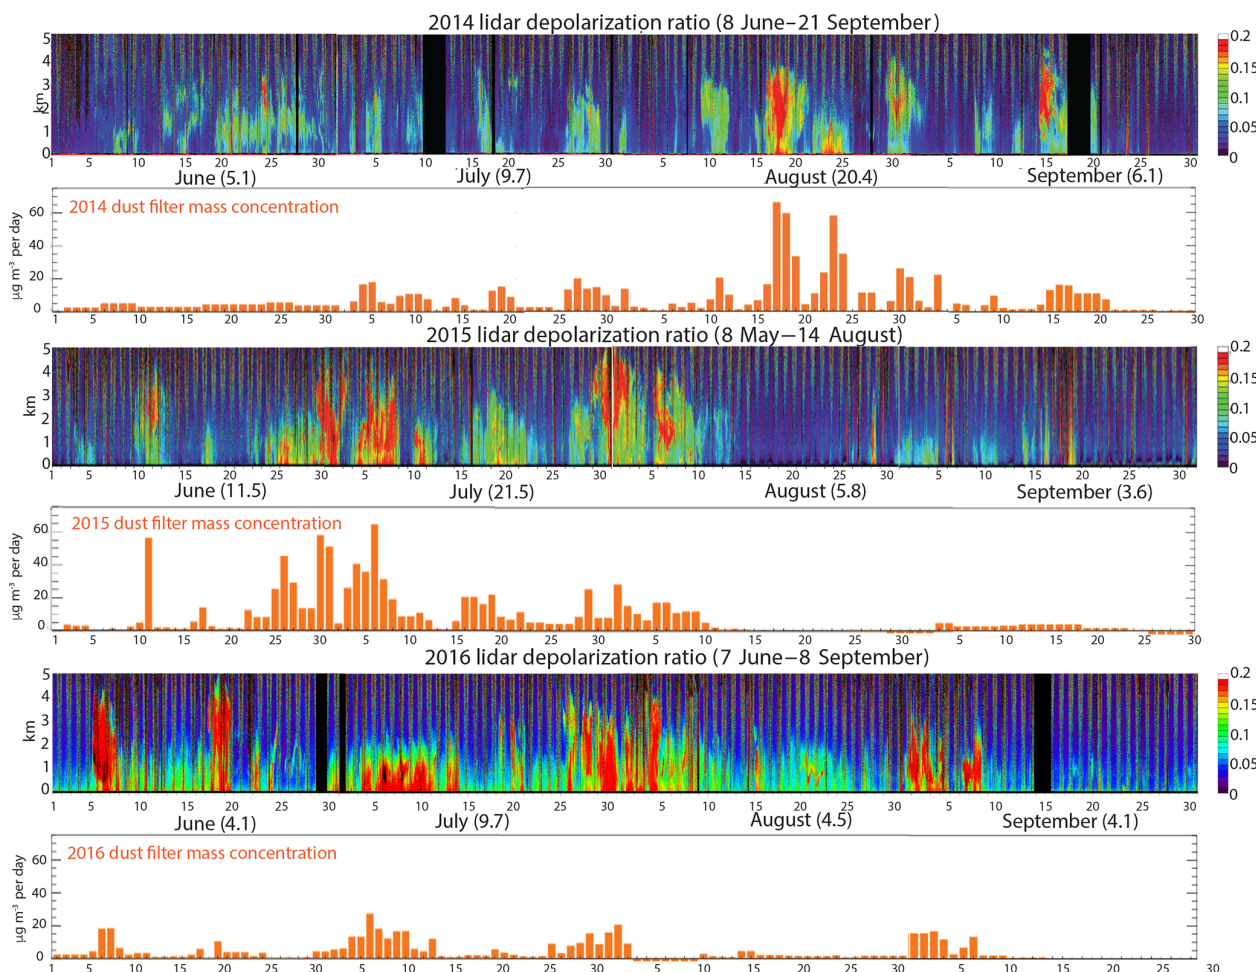 2014 lidar depolarization ratio (8 June–21 September)
5
4
3
2
1
0
km
0.2
0.15
0.1
0.05
0
1 5 10 15 20 25 30 5 10 15 20 25 30 5 10 15 20 25 30 5 10 15 20 25 30
June (5.1) July (9.7) August (20.4) September (6.1)
2014 dust filter mass concentration
µg m⁻³ per day
60
40
20
0
1 5 10 15 20 25 30 5 10 15 20 25 30 5 10 15 20 25 30 5 10 15 20 25 30
2015 lidar depolarization ratio (8 May–14 August)
5
4
3
2
1
0
km
0.2
0.15
0.1
0.05
0
1 5 10 15 20 25 30 5 10 15 20 25 30 5 10 15 20 25 30 5 10 15 20 25 30
June (11.5) July (21.5) August (5.8) September (3.6)
2015 dust filter mass concentration
µg m⁻³ per day
60
40
20
0
1 5 10 15 20 25 30 5 10 15 20 25 30 5 10 15 20 25 30 5 10 15 20 25 30
2016 lidar depolarization ratio (7 June–8 September)
5
4
3
2
1
0
km
0.2
0.15
0.1
0.05
0
1 5 10 15 20 25 30 5 10 15 20 25 30 5 10 15 20 25 30 5 10 15 20 25 30
June (4.1) July (9.7) August (4.5) September (4.1)
2016 dust filter mass concentration
µg m⁻³ per day
60
40
20
0
1 5 10 15 20 25 30 5 10 15 20 25 30 5 10 15 20 25 30 5 10 15 20 25 30